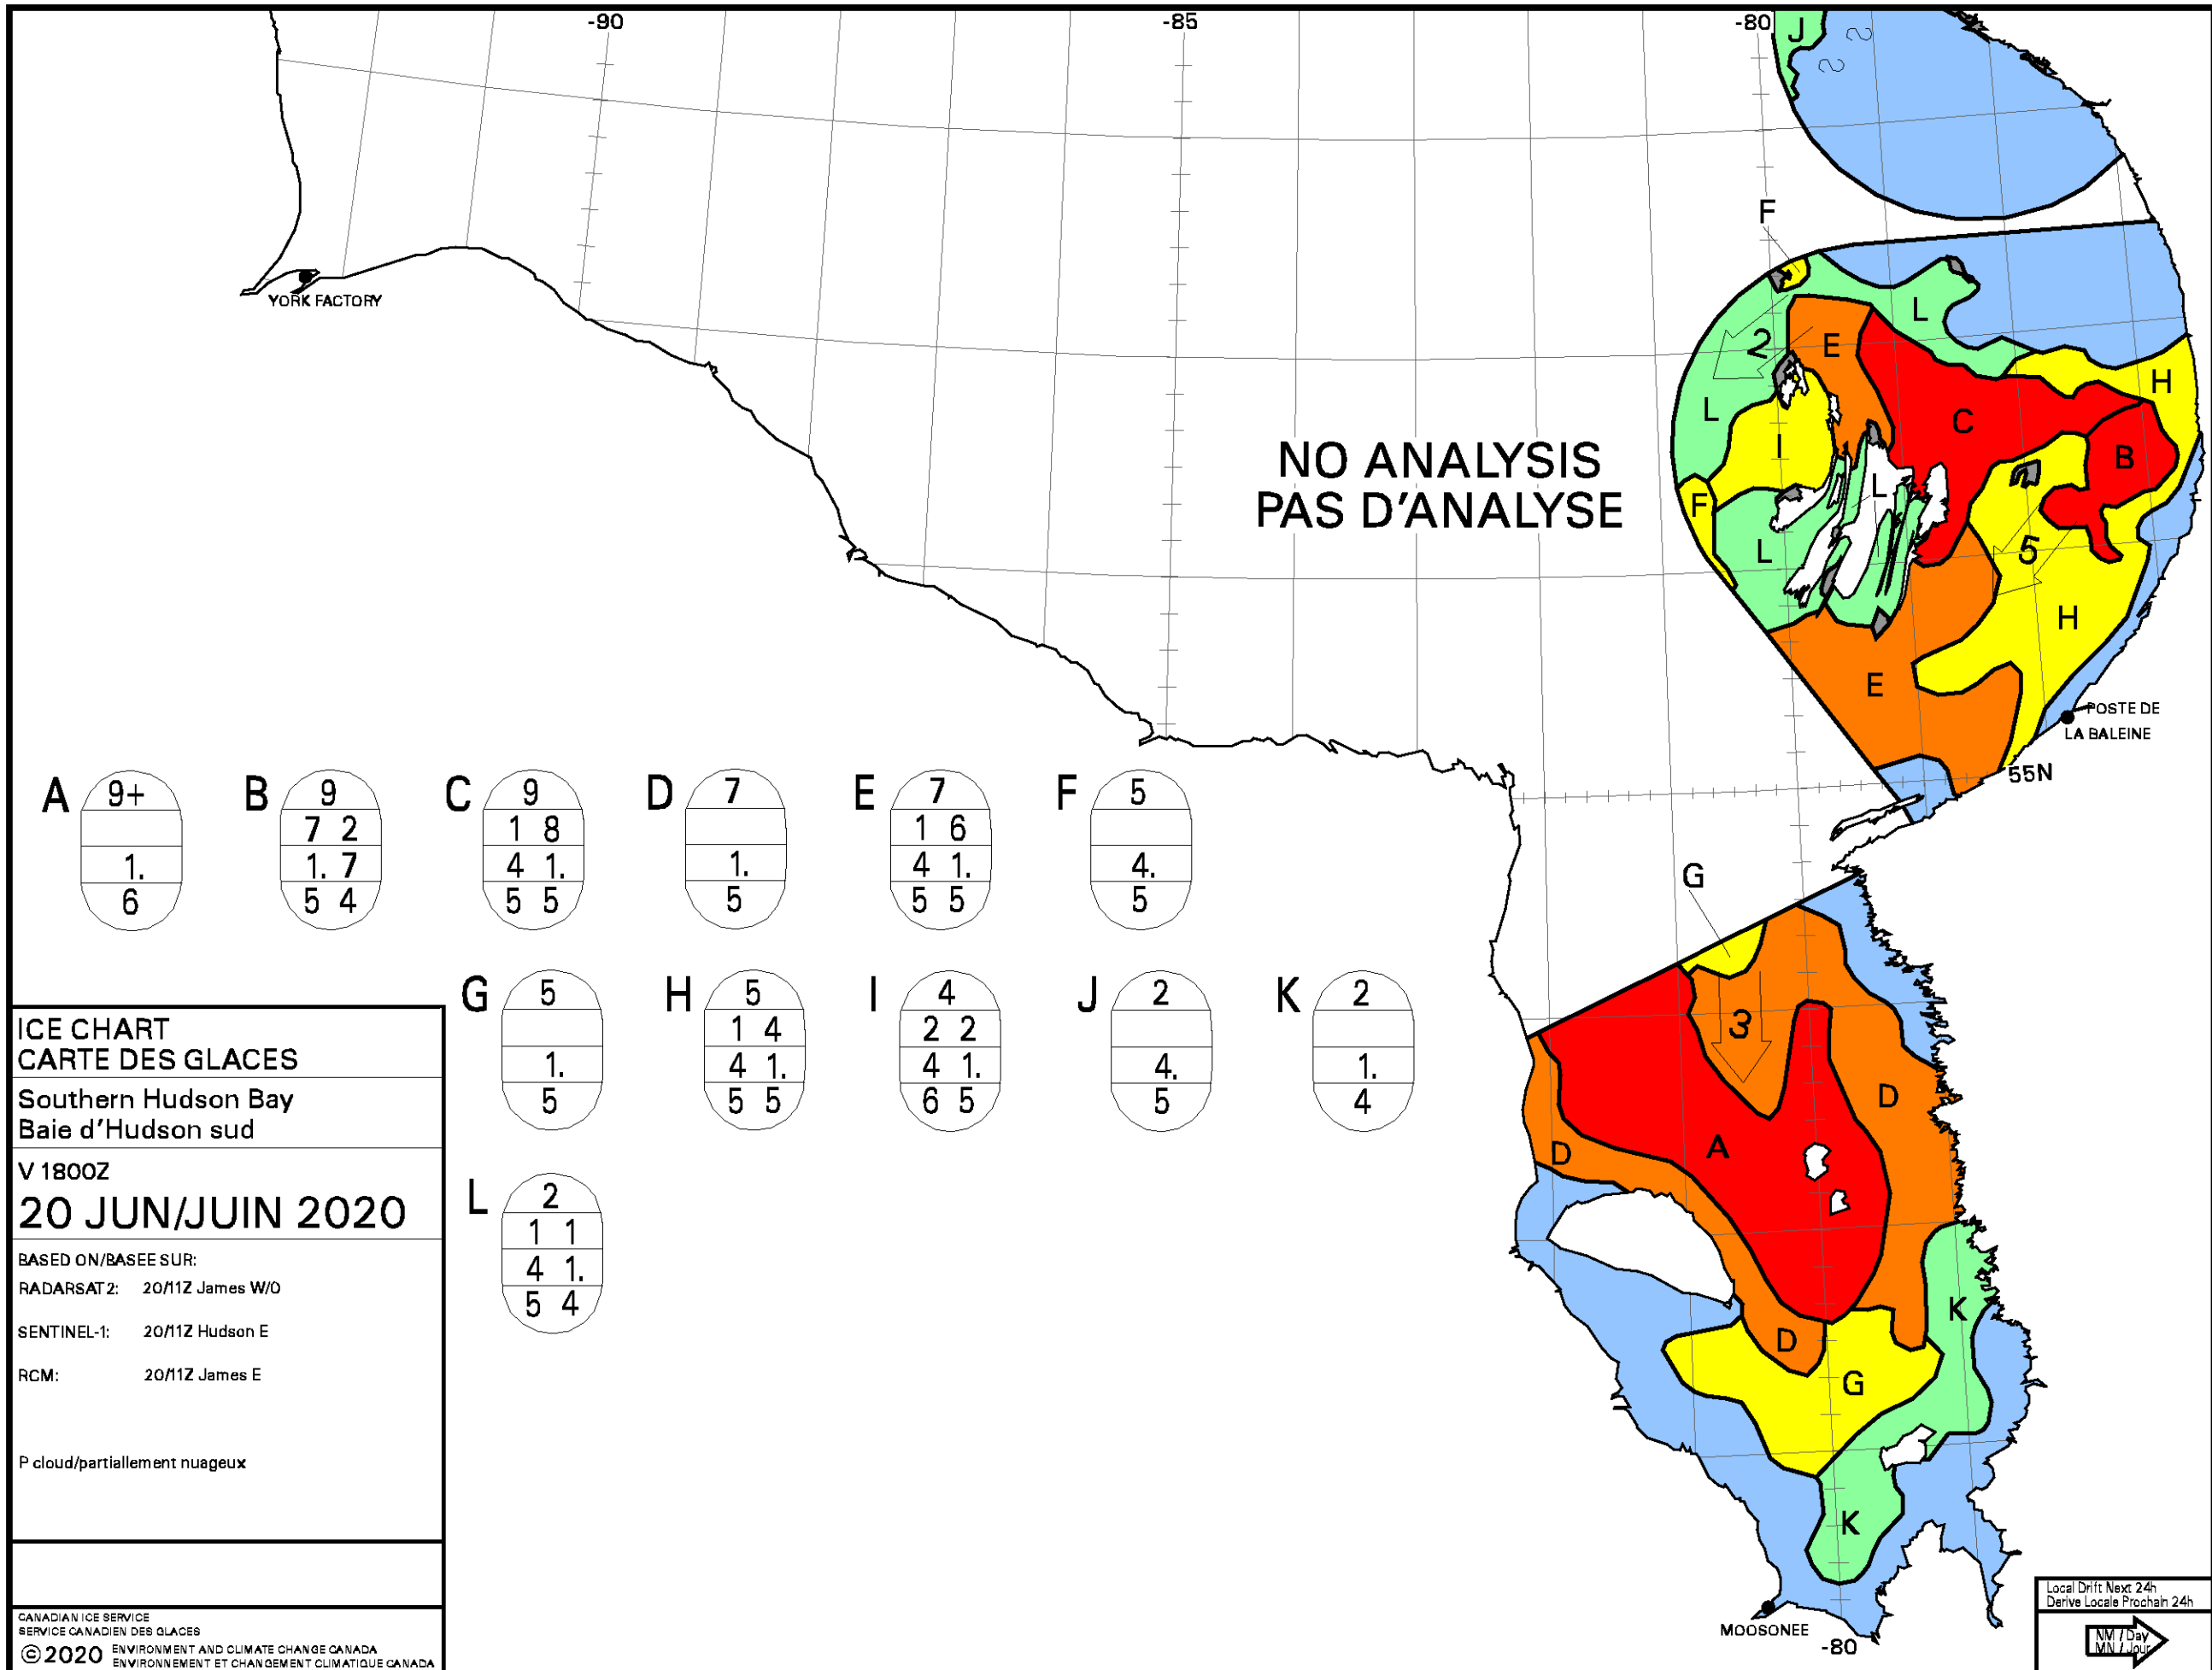 -90
-85
-80
J
2
2
F
YORK FACTORY
L
2
E
H
L
C
I
B
NO ANALYSIS
PAS D'ANALYSE
L
F
L
5
H
E
POSTE DE
LA BALEINE
55N
A
9+
1.
6
B
9
7 2
1. 7
5 4
C
9
1 8
4 1.
5 5
D
7
1.
5
E
7
1 6
4 1.
5 5
F
5
4.
5
G
G
5
1.
5
H
5
1 4
4 1.
5 5
I
4
2 2
4 1.
6 5
J
2
4.
5
K
2
1.
4
L
2
1 1
4 1.
5 4
3
D
A
D
K
D
G
K
ICE CHART
CARTE DES GLACES
Southern Hudson Bay
Baie d'Hudson sud
V 1800Z
20 JUN/JUIN 2020
BASED ON/BASEE SUR:
RADARSAT2: 20/11Z James W/O
SENTINEL-1: 20/11Z Hudson E
RCM: 20/11Z James E
P cloud/partiallement nuageux
CANADIAN ICE SERVICE
SERVICE CANADIEN DES GLACES
©2020 ENVIRONMENT AND CLIMATE CHANGE CANADA
ENVIRONNEMENT ET CHANGEMENT CLIMATIQUE CANADA
MOOSONEE
-80
Local Drift Next 24h
Derive Locale Prochain 24h
NM / Day
MN / Jour